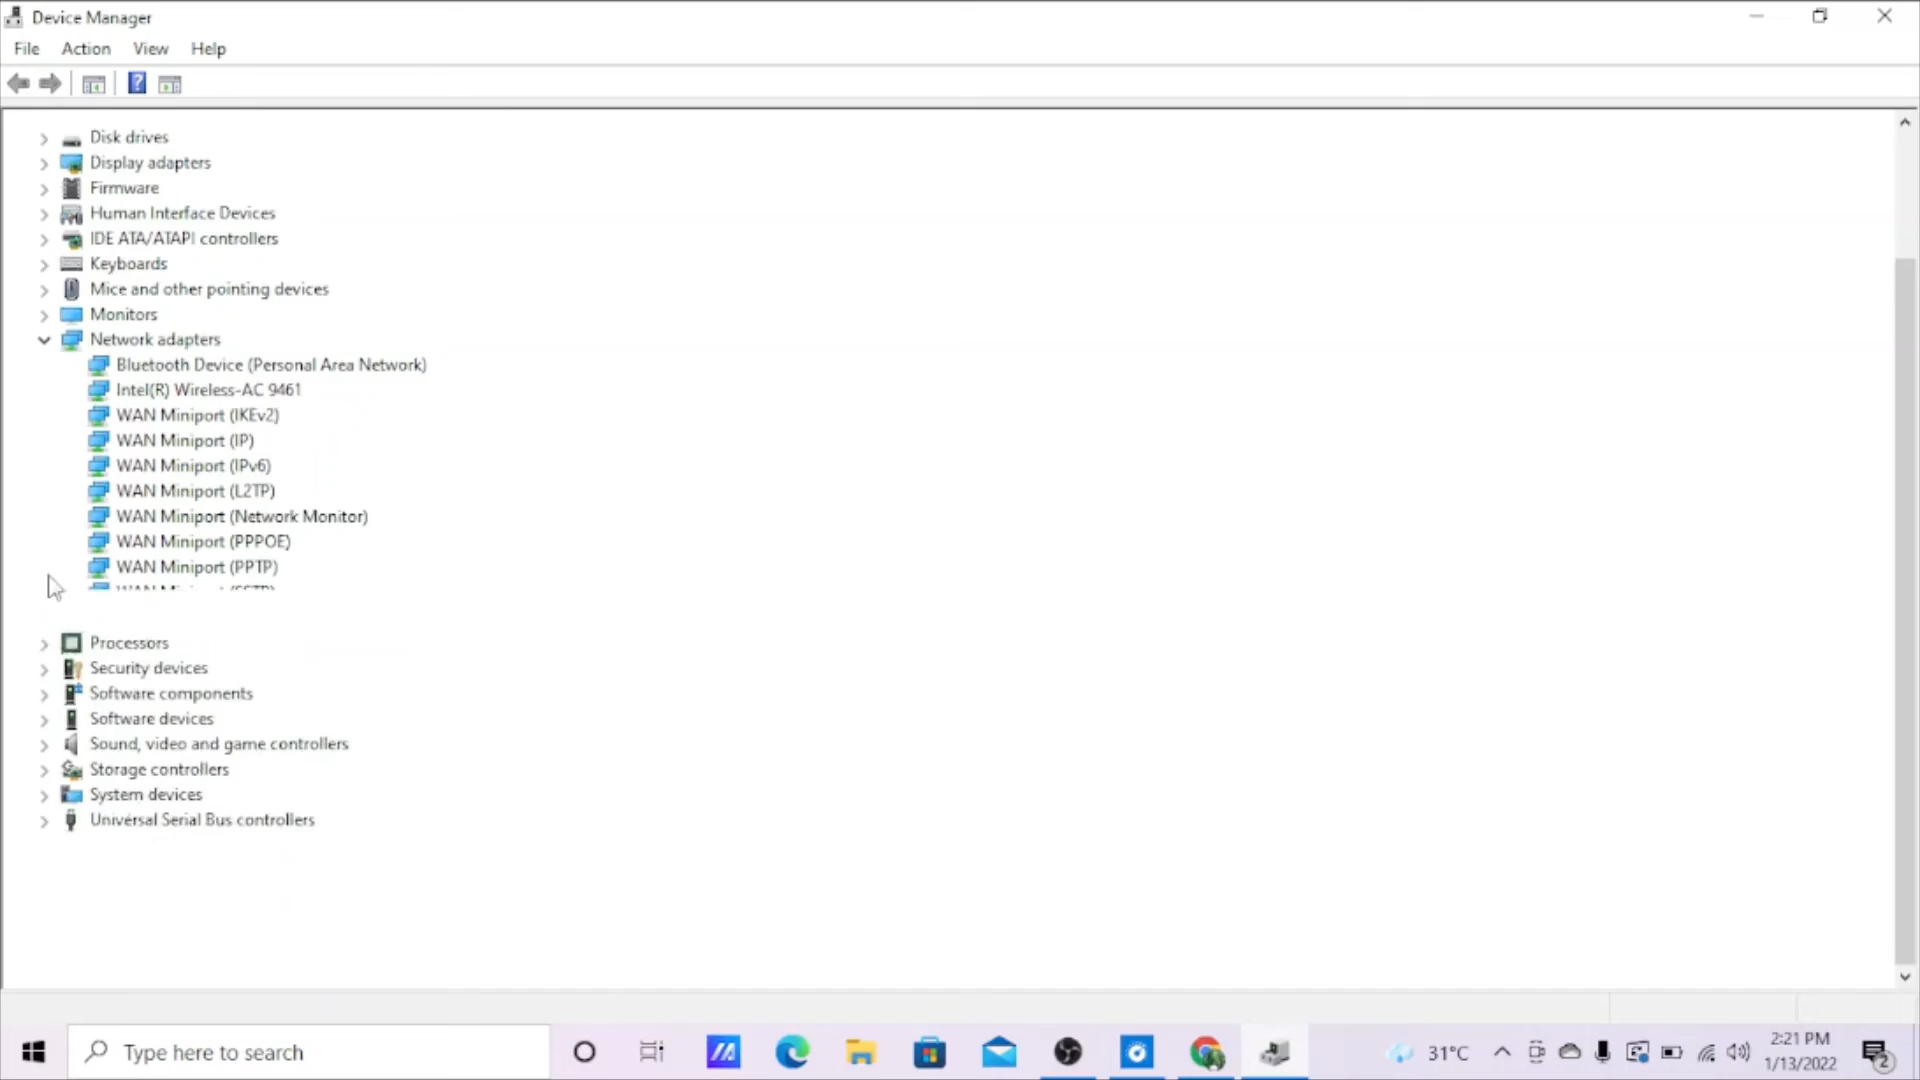 Device Manager
File Action View Help
Disk drives
Display adapters
Firmware
Human Interface Devices
IDE ATA/ATAPI controllers
Keyboards
Mice and other pointing devices
Monitors
Network adapters
Bluetooth Device (Personal Area Network)
Intel(R) Wireless-AC 9461
WAN Miniport (IKEv2)
WAN Miniport (IP)
WAN Miniport (IPv6)
WAN Miniport (L2TP)
WAN Miniport (Network Monitor)
WAN Miniport (PPPOE)
WAN Miniport (PPTP)
Processors
Security devices
Software components
Software devices
Sound, video and game controllers
Storage controllers
System devices
Universal Serial Bus controllers
Type here to search
31°C
2:21 PM
1/13/2022
2